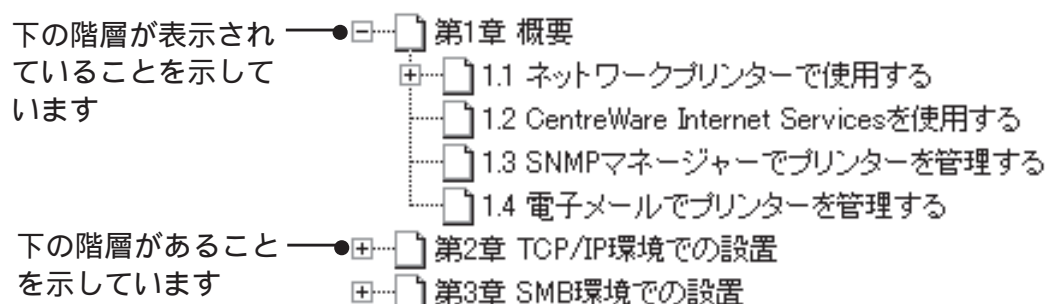 下の階層が表示され
ていることを示して
います
第1章 概要
1.1 ネットワークプリンターで使用する
1.2 CentreWare Internet Servicesを使用する
1.3 SNMPマネージャーでプリンターを管理する
1.4 電子メールでプリンターを管理する
下の階層があること
を示しています
第2章 TCP/IP環境での設置
第3章 SMB環境での設置